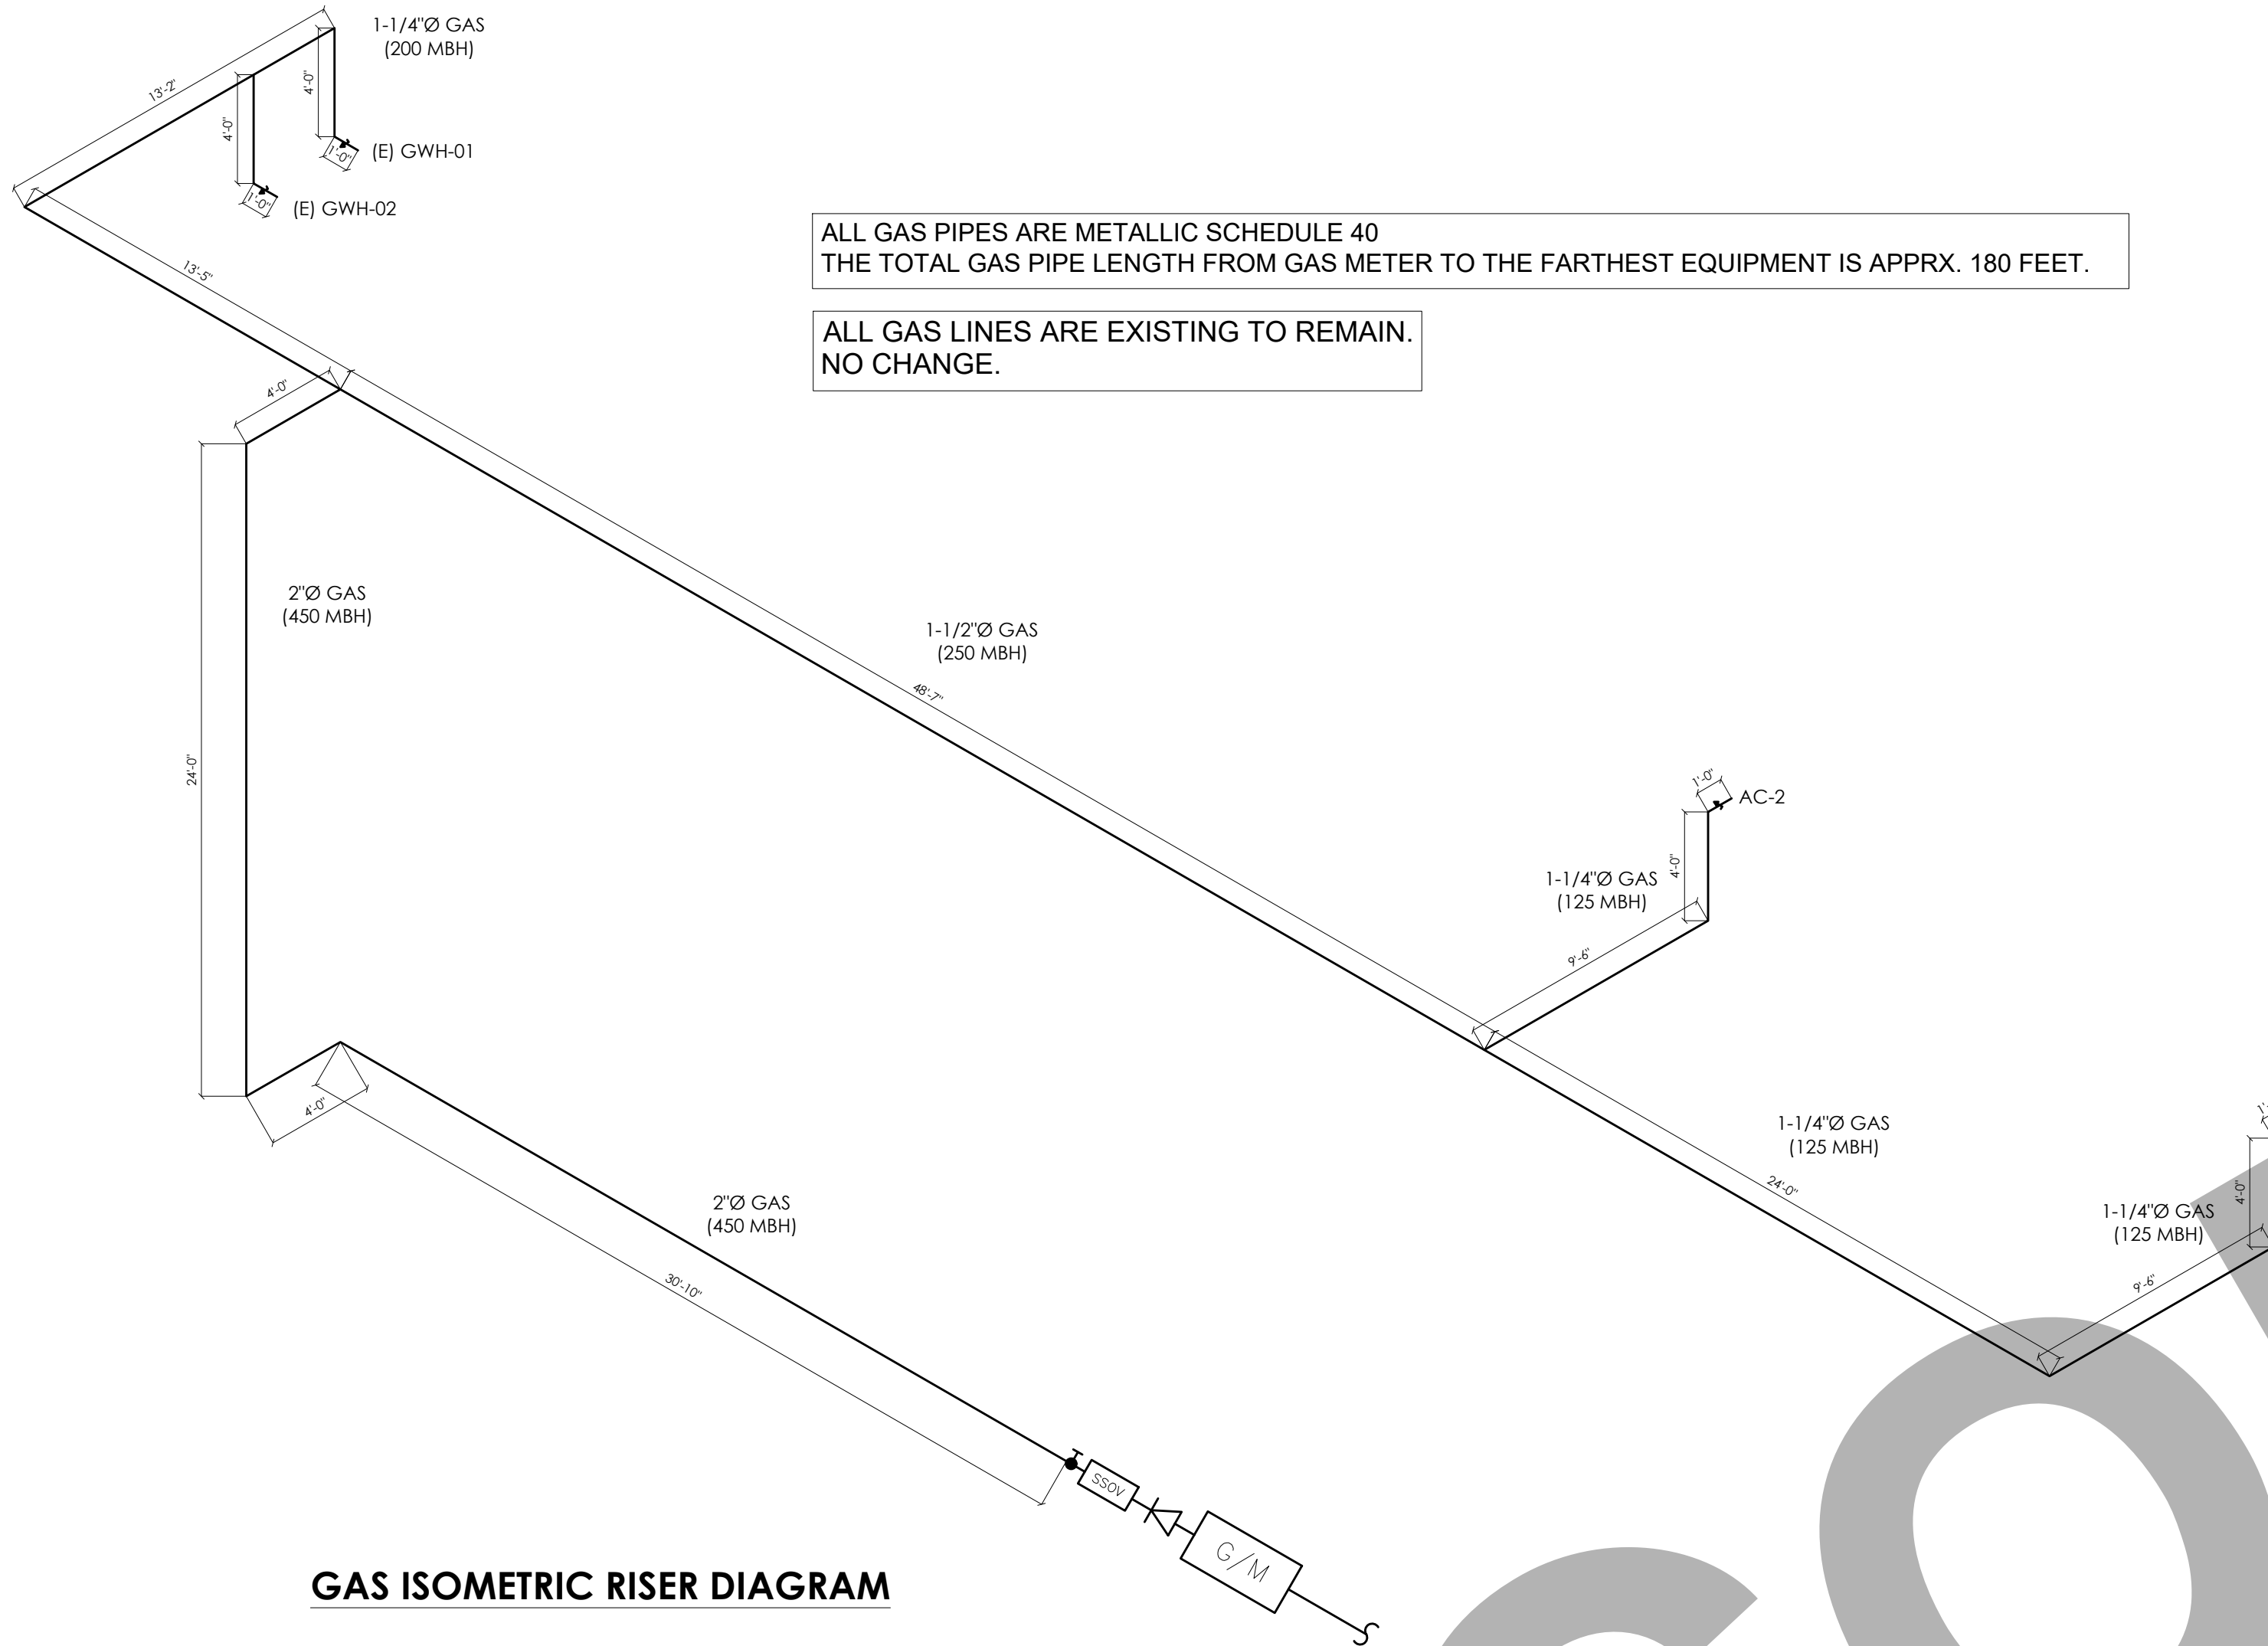 1-1/4"Ø GAS
(200 MBH)
13'-2"
4'-0"
4'-0"
1'-0"
(E) GWH-01
1'-0"
(E) GWH-02
ALL GAS PIPES ARE METALLIC SCHEDULE 40
THE TOTAL GAS PIPE LENGTH FROM GAS METER TO THE FARTHEST EQUIPMENT IS APPRX. 180 FEET.
13'-5"
ALL GAS LINES ARE EXISTING TO REMAIN.
NO CHANGE.
4'-0"
2"Ø GAS
(450 MBH)
1-1/2"Ø GAS
(250 MBH)
48'-7"
24'-0"
1'-0"
AC-2
4'-0"
1-1/4"Ø GAS
(125 MBH)
9'-6"
4'-0"
1-1/4"Ø GAS
(125 MBH)
24'-0"
4'-0"
1-1/4"Ø GAS
(125 MBH)
9'-6"
2"Ø GAS
(450 MBH)
30'-10"
SSOV
G/M
GAS ISOMETRIC RISER DIAGRAM